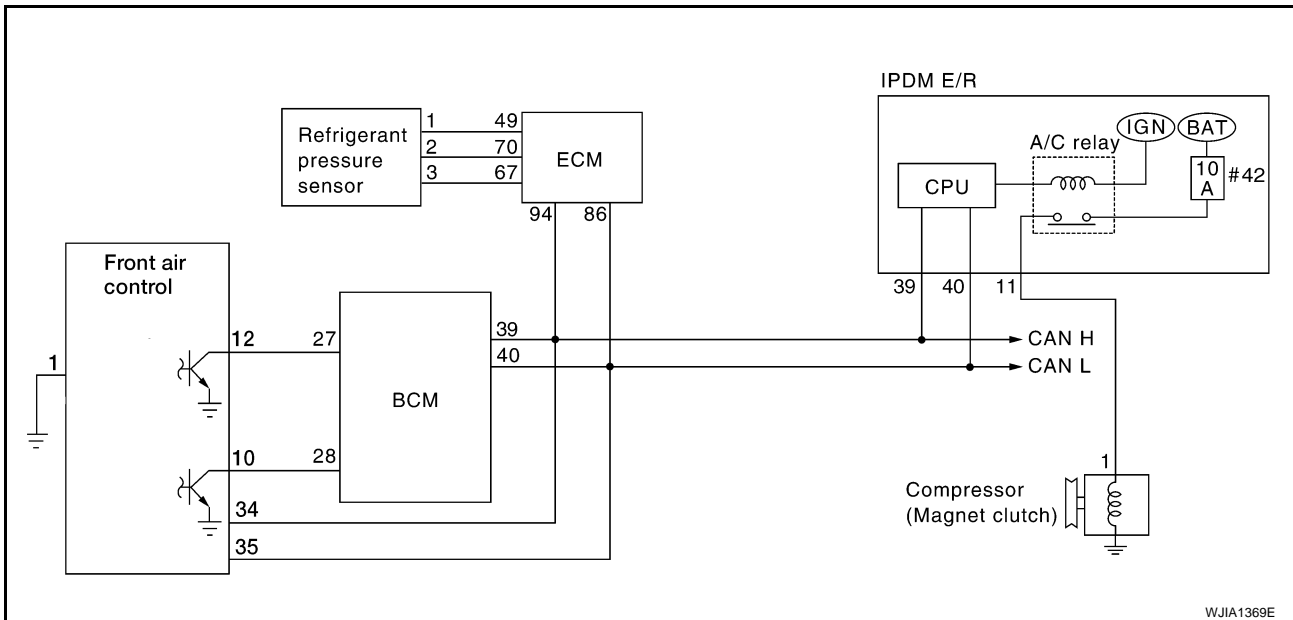 IPDM E/R
IGN
BAT
A/C relay
10
A
#42
CPU
39
40
11
Refrigerant
pressure
sensor
1
2
3
49
70
67
ECM
94
86
Front air
control
1
12
10
34
35
27
28
BCM
39
40
CAN H
CAN L
1
Compressor
(Magnet clutch)
WJIA1369E